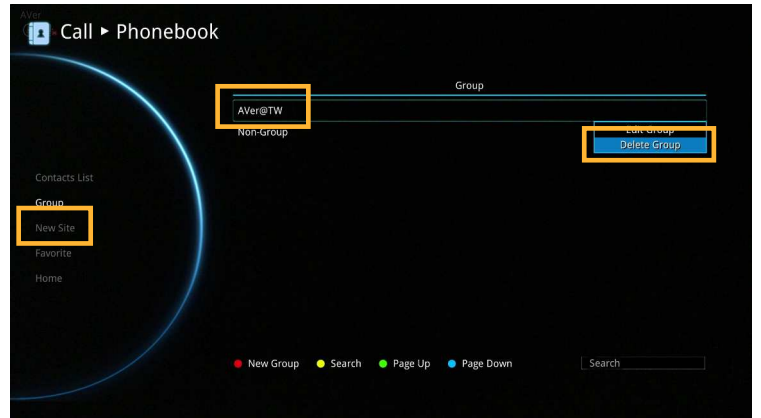 AVer
Call ▸ Phonebook
Group
AVer@TW
Non-Group
Edit Group
Delete Group
Contacts List
Group
New Site
Favorite
Home
New Group Search Page Up Page Down Search